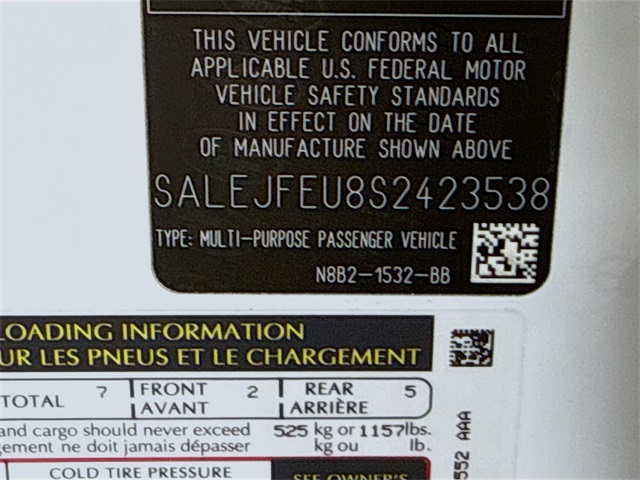 THIS VEHICLE CONFORMS TO ALL
APPLICABLE U.S. FEDERAL MOTOR
VEHICLE SAFETY STANDARDS
IN EFFECT ON THE DATE
OF MANUFACTURE SHOWN ABOVE
SALEJFEU8S2423538
TYPE: MULTI-PURPOSE PASSENGER VEHICLE
N8B2-1532-BB
LOADING INFORMATION
UR LES PNEUS ET LE CHARGEMENT
TOTAL 7 FRONT 2 REAR 5
AVANT ARRIÈRE
and cargo should never exceed 525 kg or 1157lbs.
gement ne doit jamais dépasser kg ou lb.
COLD TIRE PRESSURE SEE OWNER'S
552 AAA